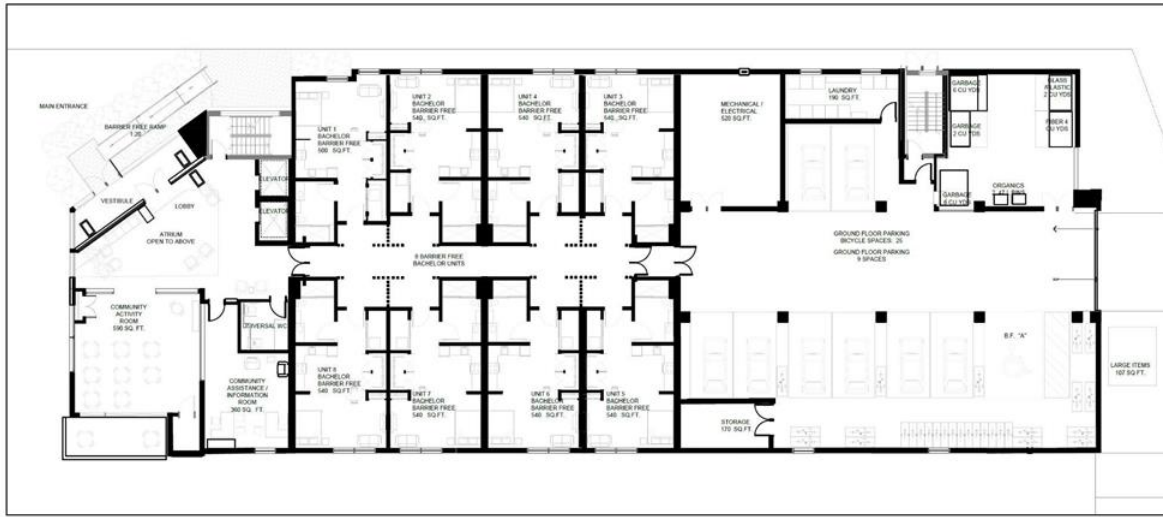 MAIN ENTRANCE
BARRIER FREE RAMP
1:20
VESTIBULE
LOBBY
ELEVATOR
ELEVATOR
ATRIUM
OPEN TO ABOVE
COMMUNITY
ACTIVITY
ROOM
590 SQ. FT.
UNIVERSAL WC
COMMUNITY
ASSISTANCE /
INFORMATION
ROOM
360 SQ. FT.
UNIT 1
BACHELOR
BARRIER FREE
500 SQ.FT.
UNIT 2
BACHELOR
BARRIER FREE
540 SQ.FT.
UNIT 4
BACHELOR
BARRIER FREE
540 SQ.FT.
UNIT 3
BACHELOR
BARRIER FREE
540 SQ.FT.
8 BARRIER FREE
BACHELOR UNITS
UNIT 8
BACHELOR
BARRIER FREE
540 SQ.FT.
UNIT 7
BACHELOR
BARRIER FREE
540 SQ.FT.
UNIT 6
BACHELOR
BARRIER FREE
540 SQ.FT.
UNIT 5
BACHELOR
BARRIER FREE
540 SQ.FT.
MECHANICAL /
ELECTRICAL
520 SQ.FT.
LAUNDRY
190 SQ.FT.
GARBAGE
6 CU YDS
GARBAGE
2 CU YDS
GARBAGE
6 CU YDS
GLASS
PLASTIC
2 CU YDS
FIBER 4
CU YDS
ORGANICS
BINS
GROUND FLOOR PARKING
BICYCLE SPACES: 25
GROUND FLOOR PARKING
9 SPACES
B.F. "A"
STORAGE
170 SQ.FT.
LARGE ITEMS
107 SQ.FT.